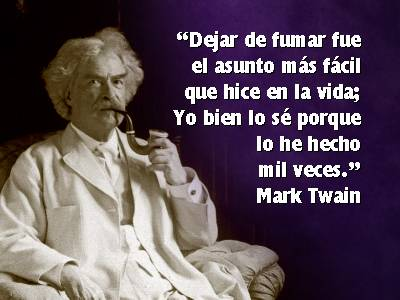 “Dejar de fumar fue
el asunto más fácil
que hice en la vida;
Yo bien lo sé porque
lo he hecho
mil veces.”
Mark Twain